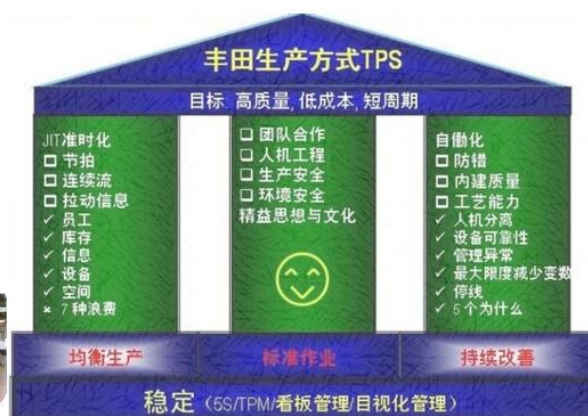 丰田生产方式TPS
目标: 高质量, 低成本, 短周期
JIT准时化
□ 节拍
□ 连续流
□ 拉动信息
✓ 员工
✓ 库存
✓ 信息
✓ 设备
✓ 空间
× 7种浪费
□ 团队合作
□ 人机工程
□ 生产安全
□ 环境安全
精益思想与文化
自働化
□ 防错
□ 内建质量
□ 工艺能力
✓ 人机分离
✓ 设备可靠性
✓ 管理异常
✓ 最大限度减少变数
✓ 停线
✓ 5个为什么
均衡生产
标准作业
持续改善
稳定（5S/TPM/看板管理/目视化管理）